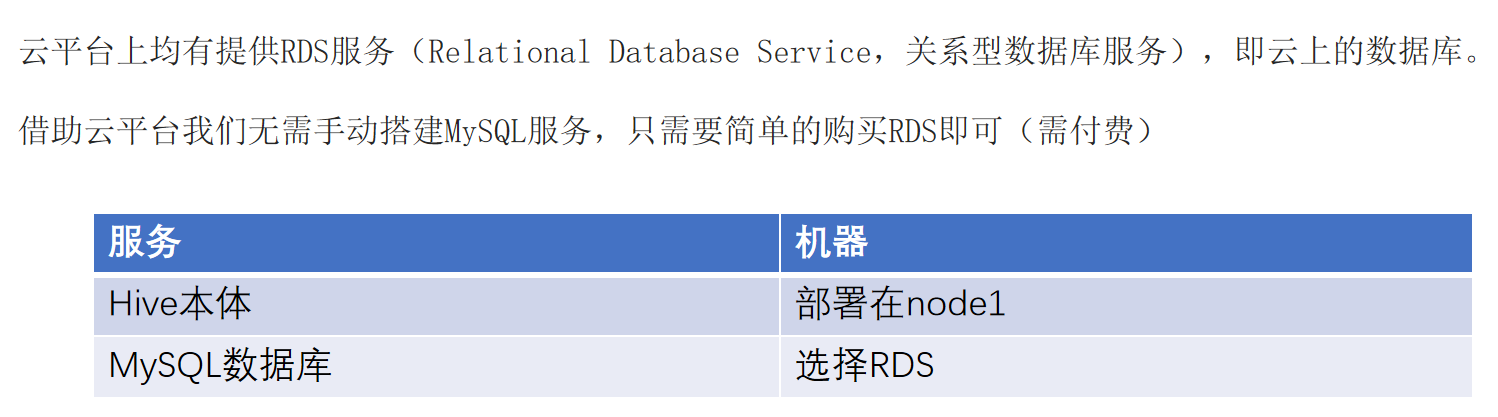 云平台上均有提供RDS服务（Relational Database Service，关系型数据库服务），即云上的数据库。
借助云平台我们无需手动搭建MySQL服务，只需要简单的购买RDS即可（需付费）
服务 机器
Hive本体 部署在node1
MySQL数据库 选择RDS